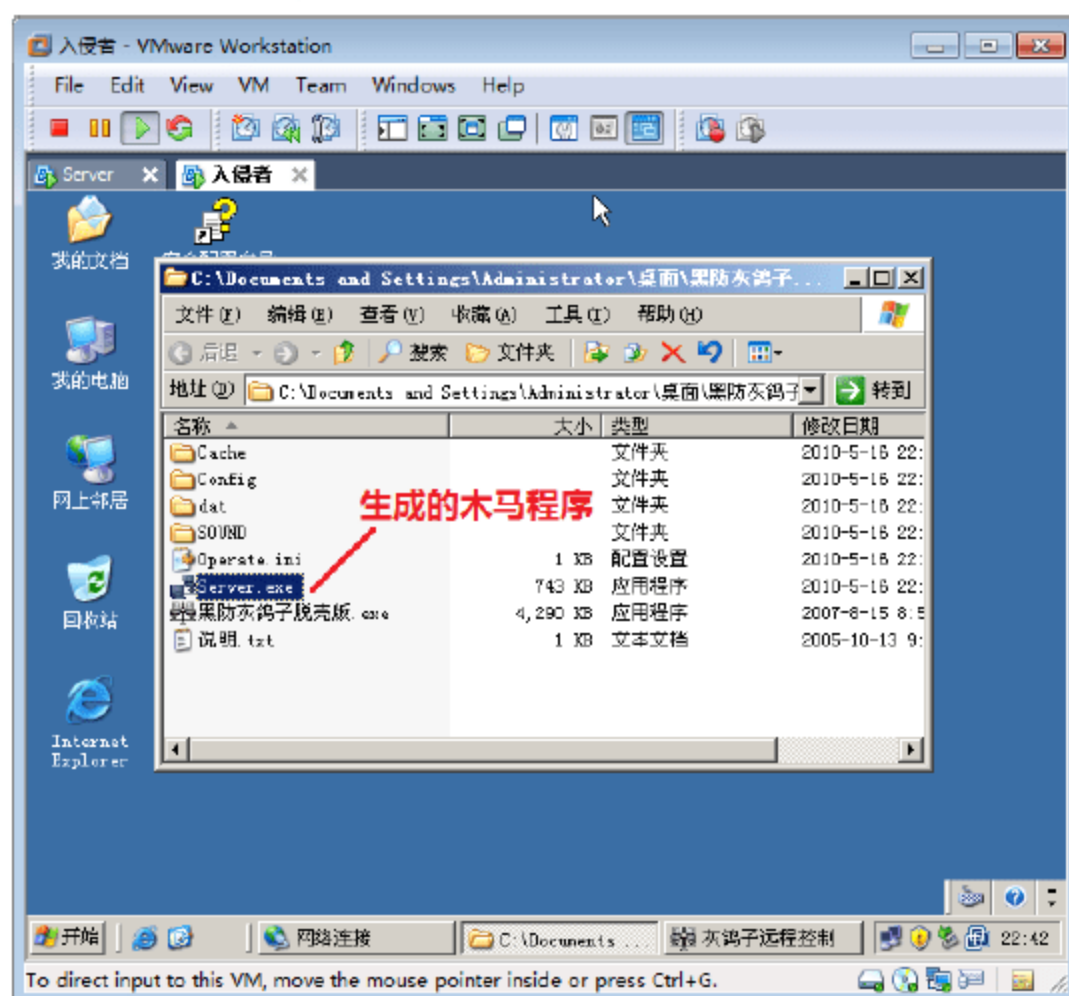 入侵者 - VMware Workstation
File Edit View VM Team Windows Help
Server 入侵者
我的文档
C:\Documents and Settings\Administrator\桌面\黑防灰鸽子...
文件(F) 编辑(E) 查看(V) 收藏(A) 工具(T) 帮助(H)
后退 搜索 文件夹
我的电脑
地址(D) C:\Documents and Settings\Administrator\桌面\黑防灰鸽子 转到
名称 大小 类型 修改日期
Cache 文件夹 2010-5-16 22:
Config 文件夹 2010-5-16 22:
网上邻居
dat 文件夹 2010-5-16 22:
生成的木马程序
SOUND 文件夹 2010-5-16 22:
Operate.ini 1 KB 配置设置 2010-5-16 22:
Server.exe 743 KB 应用程序 2010-5-16 22:
回收站
黑防灰鸽子脱壳版.exe 4,290 KB 应用程序 2007-8-15 8:5
说明.txt 1 KB 文本文档 2005-10-13 9:
Internet
Explorer
开始 网络连接 C:\Documents ... 灰鸽子远程控制 22:42
To direct input to this VM, move the mouse pointer inside or press Ctrl+G.